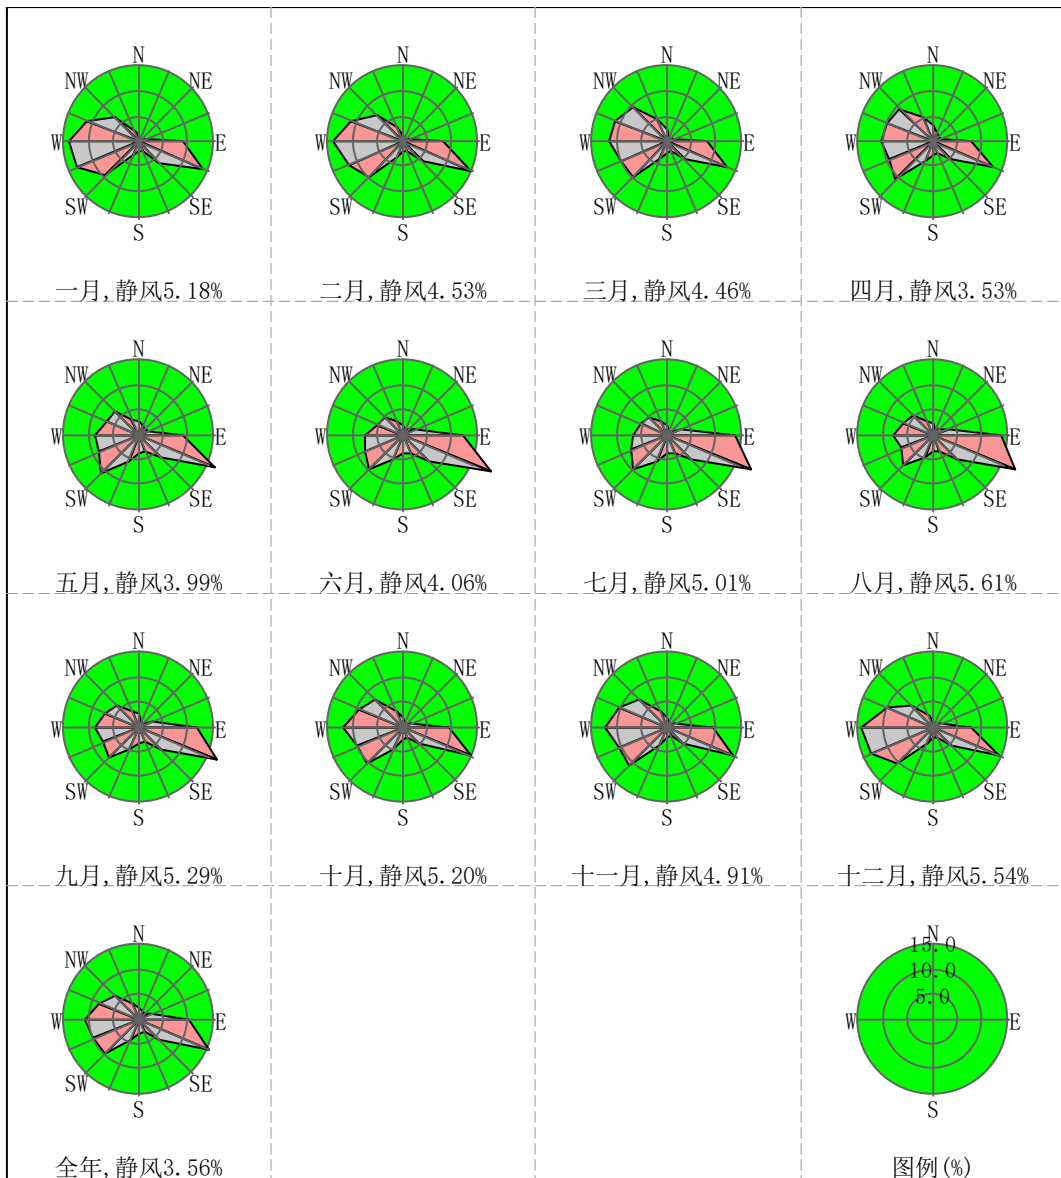 N
N
N
N
NW
NE
NW
NE
NW
NE
NW
NE
W
E
W
E
W
E
W
E
SW
SE
SW
SE
SW
SE
SW
SE
S
S
S
S
一月,静风5.18%
二月,静风4.53%
三月,静风4.46%
四月,静风3.53%
N
N
N
N
NW
NE
NW
NE
NW
NE
NW
NE
W
E
W
E
W
E
W
E
SW
SE
SW
SE
SW
SE
SW
SE
S
S
S
S
五月,静风3.99%
六月,静风4.06%
七月,静风5.01%
八月,静风5.61%
N
N
N
N
NW
NE
NW
NE
NW
NE
NW
NE
W
E
W
E
W
E
W
E
SW
SE
SW
SE
SW
SE
SW
SE
S
S
S
S
九月,静风5.29%
十月,静风5.20%
十一月,静风4.91%
十二月,静风5.54%
N
N
15.0
NW
NE
10.0
5.0
W
E
W
E
SW
SE
S
S
全年,静风3.56%
图例(%)